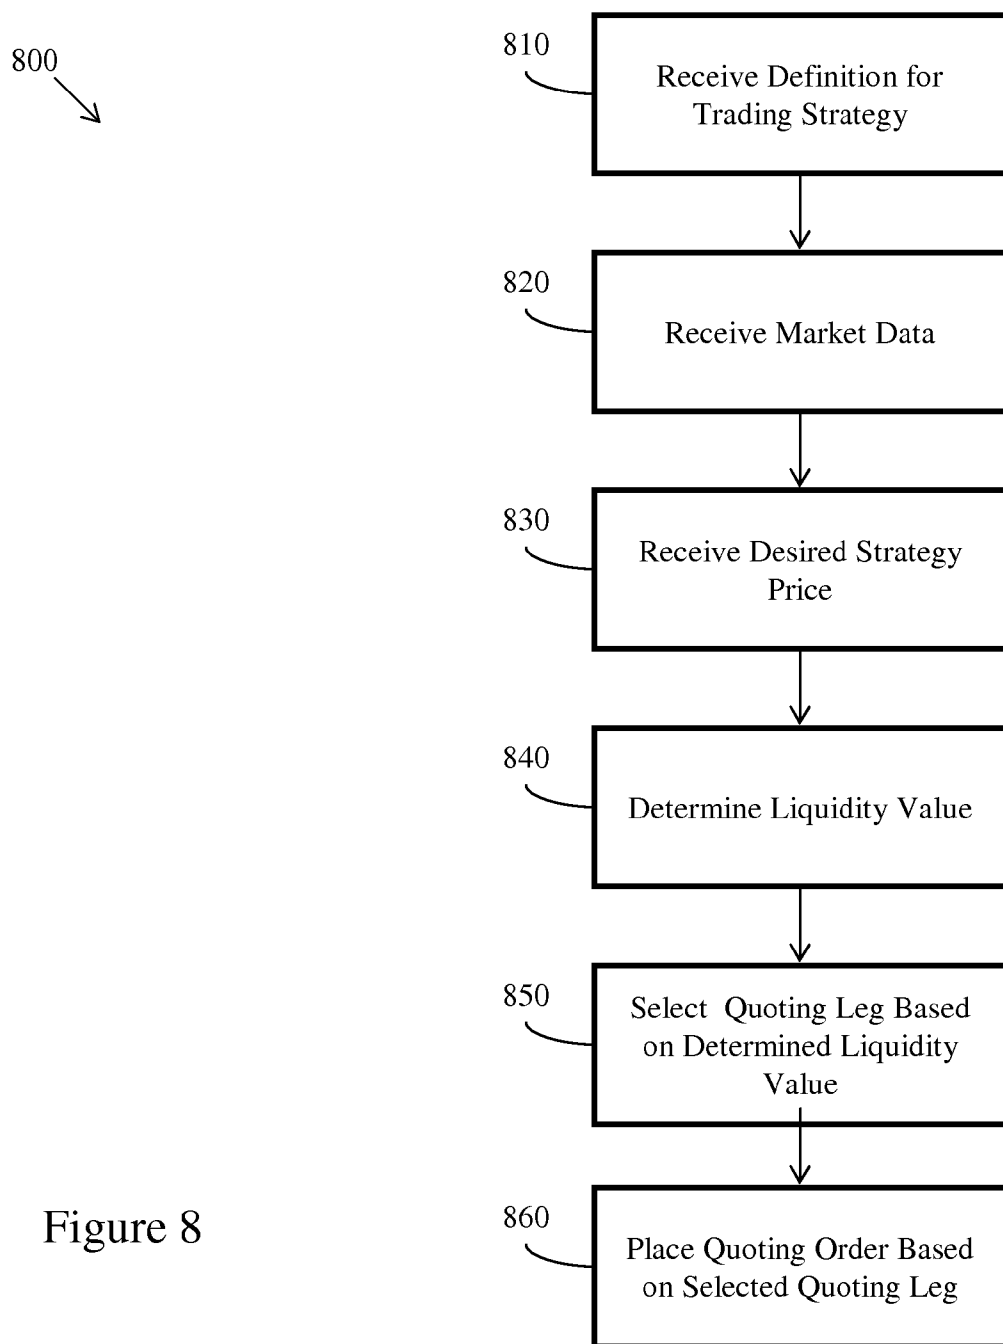 800
810
Receive Definition for
Trading Strategy
820
Receive Market Data
830
Receive Desired Strategy
Price
840
Determine Liquidity Value
850
Select Quoting Leg Based
on Determined Liquidity
Value
860
Place Quoting Order Based
on Selected Quoting Leg
Figure 8